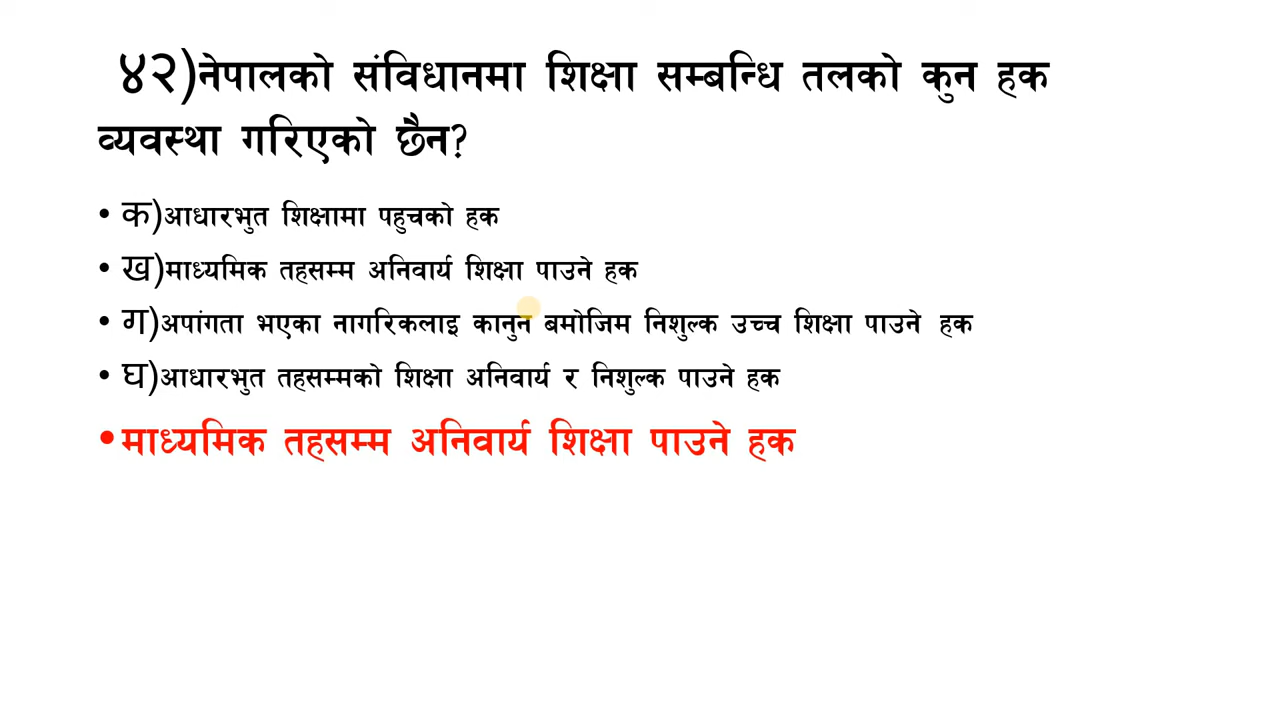 ४२)नेपालको संविधानमा शिक्षा सम्बन्धि तलको कुन हक
व्यवस्था गरिएको छैन?
• क)आधारभुत शिक्षामा पहुचको हक
• ख)माध्यमिक तहसम्म अनिवार्य शिक्षा पाउने हक
• ग)अपांगता भएका नागरिकलाइ कानुन बमोजिम निशुल्क उच्च शिक्षा पाउने हक
• घ)आधारभुत तहसम्मको शिक्षा अनिवार्य र निशुल्क पाउने हक
• माध्यमिक तहसम्म अनिवार्य शिक्षा पाउने हक